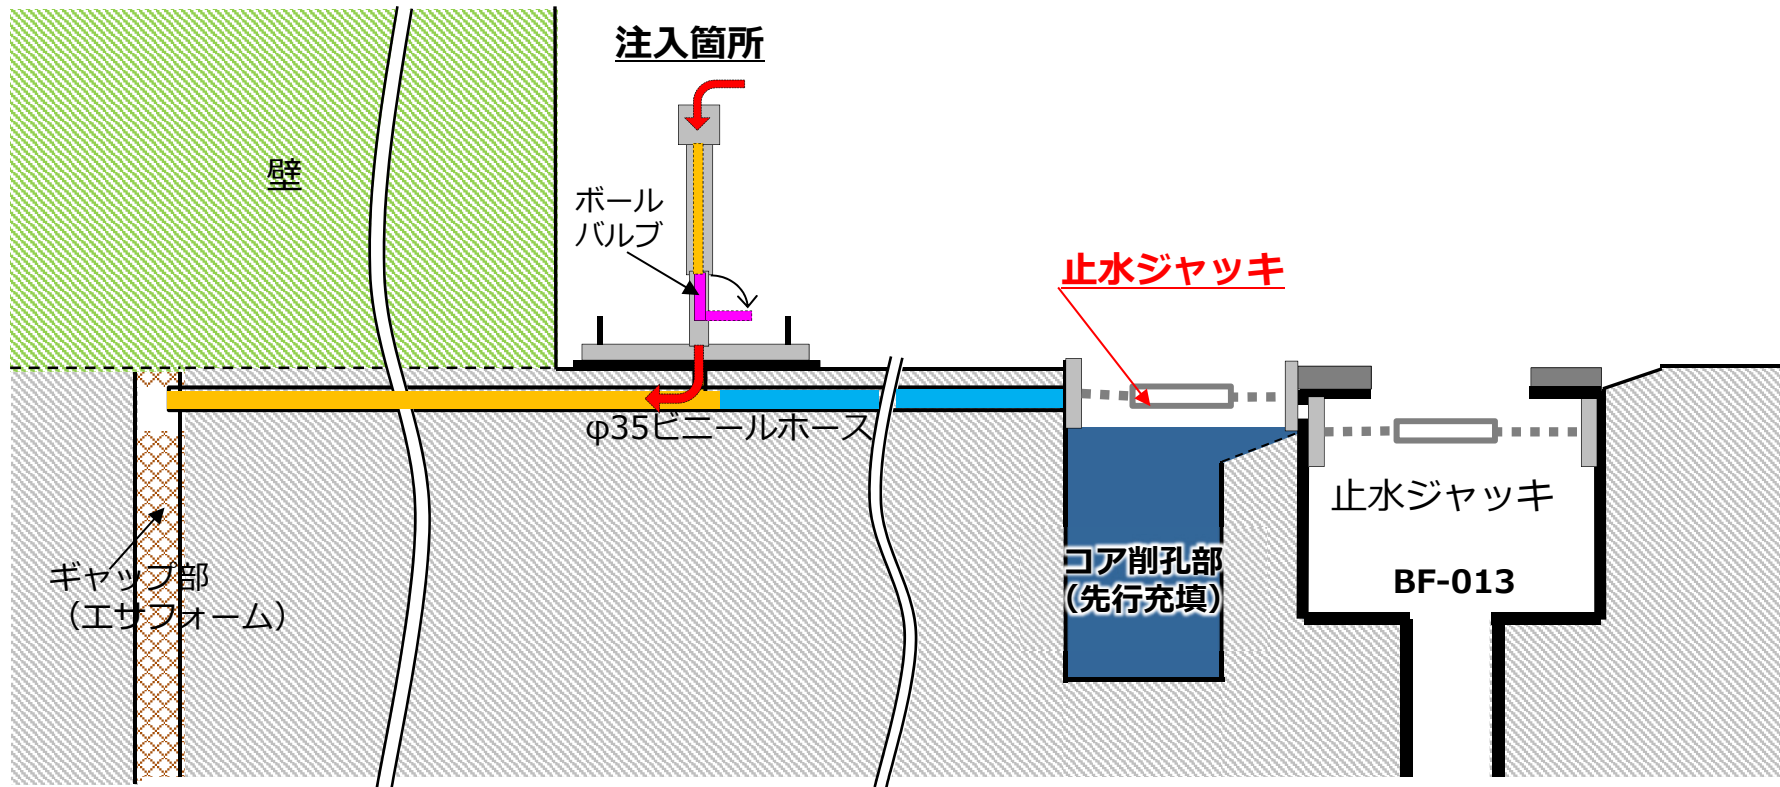 注入箇所
壁
ボール
バルブ
止水ジャッキ
φ35ビニールホース
止水ジャッキ
コア削孔部
（先行充填）
BF-013
ギャップ部
（エサフォーム）